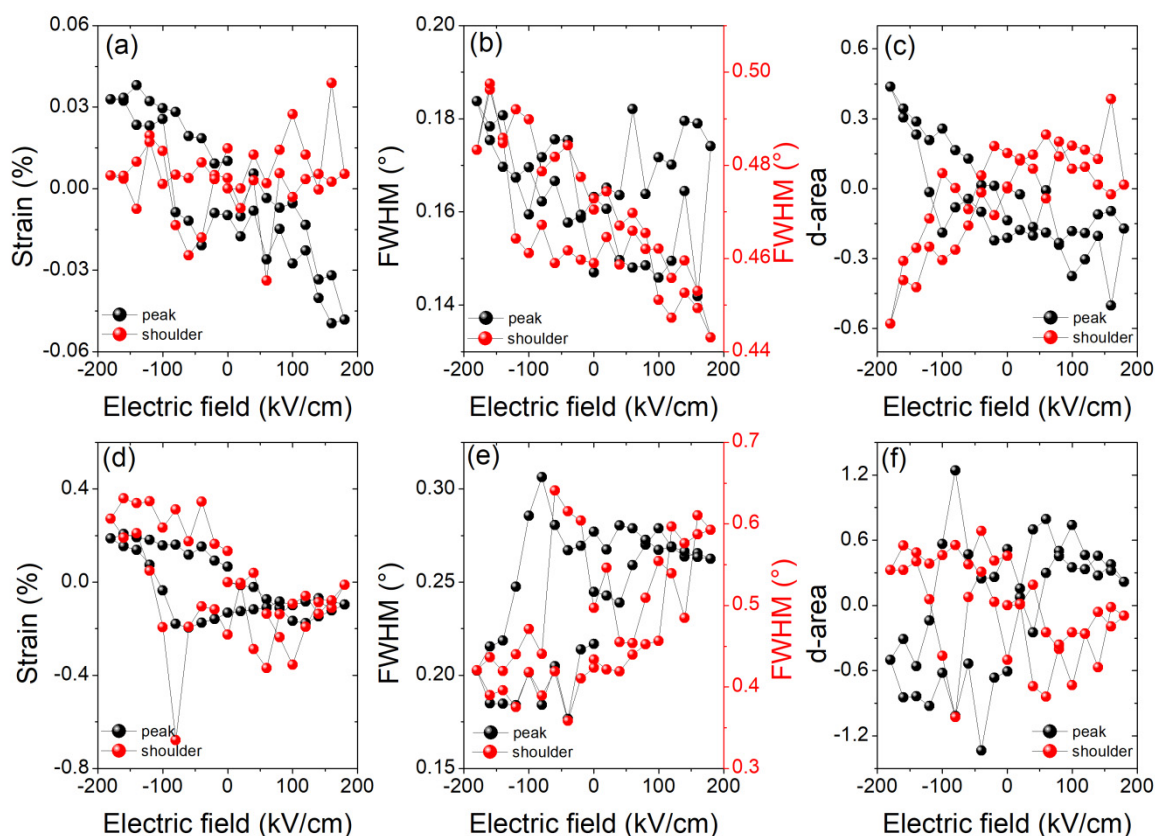 (a)
0.06
0.03
0.00
-0.03
-0.06
Strain (%)
peak
shoulder
-200 -100 0 100 200
Electric field (kV/cm)
(b)
0.20
0.18
0.16
0.14
FWHM (°)
0.50
0.48
0.46
0.44
FWHM (°)
peak
shoulder
-200 -100 0 100 200
Electric field (kV/cm)
(c)
0.6
0.3
0.0
-0.3
-0.6
d-area
peak
shoulder
-200 -100 0 100 200
Electric field (kV/cm)
(d)
0.4
0.0
-0.4
-0.8
Strain (%)
peak
shoulder
-200 -100 0 100 200
Electric field (kV/cm)
(e)
0.30
0.25
0.20
0.15
FWHM (°)
0.7
0.6
0.5
0.4
0.3
FWHM (°)
peak
shoulder
-200 -100 0 100 200
Electric field (kV/cm)
(f)
1.2
0.6
0.0
-0.6
-1.2
d-area
peak
shoulder
-200 -100 0 100 200
Electric field (kV/cm)